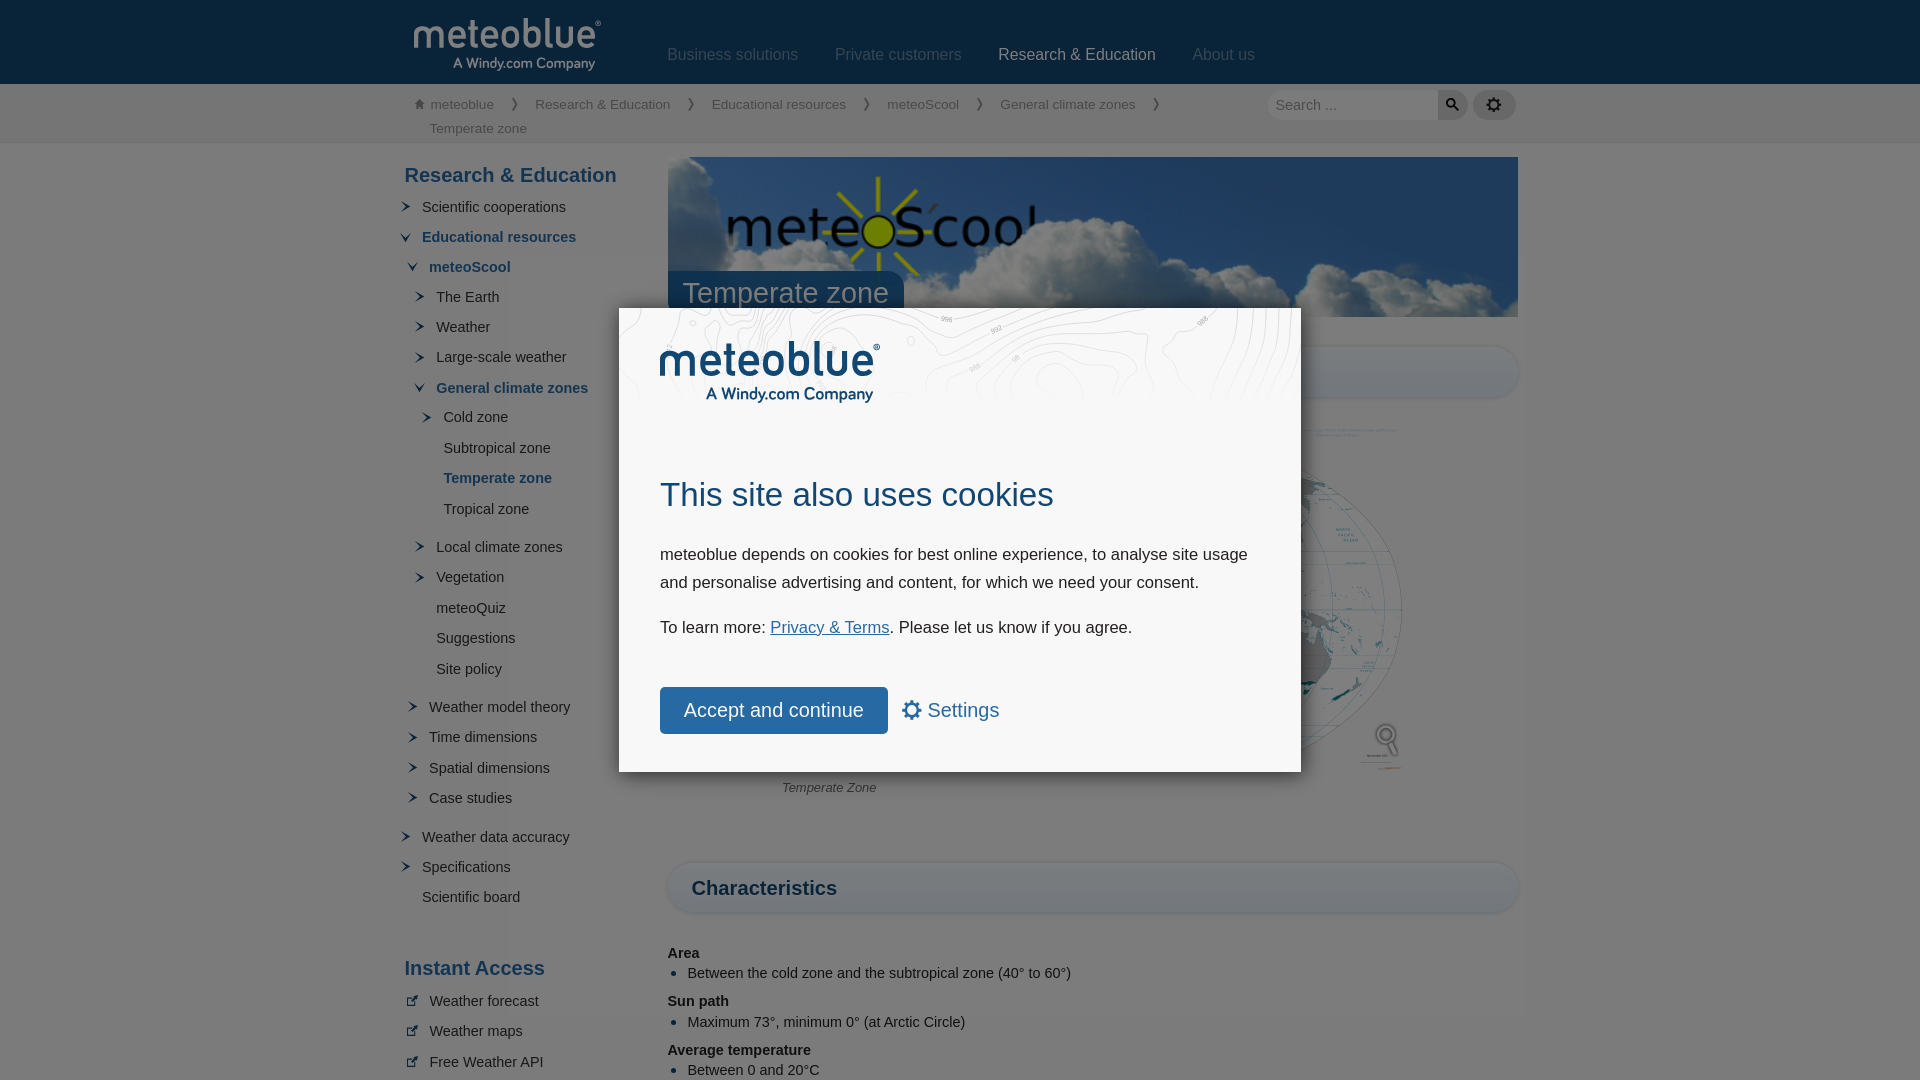 meteoblue®
A Windy.com Company
Business solutions
Private customers
Research & Education
About us
meteoblue
Research & Education
Educational resources
meteoScool
General climate zones
Temperate zone
Search ...
Research & Education
Scientific cooperations
Educational resources
meteoScool
The Earth
Weather
Large-scale weather
General climate zones
Cold zone
Subtropical zone
Temperate zone
Tropical zone
Local climate zones
Vegetation
meteoQuiz
Suggestions
Site policy
Weather model theory
Time dimensions
Spatial dimensions
Case studies
Weather data accuracy
Specifications
Scientific board
Instant Access
Weather forecast
Weather maps
Free Weather API
meteoScool
Temperate zone
996
992
988
meteoblue®
A Windy.com Company
This site also uses cookies
meteoblue depends on cookies for best online experience, to analyse site usage
and personalise advertising and content, for which we need your consent.
To learn more: Privacy & Terms. Please let us know if you agree.
Accept and continue
Settings
Temperate Zone
Characteristics
Area
Between the cold zone and the subtropical zone (40° to 60°)
Sun path
Maximum 73°, minimum 0° (at Arctic Circle)
Average temperature
Between 0 and 20°C